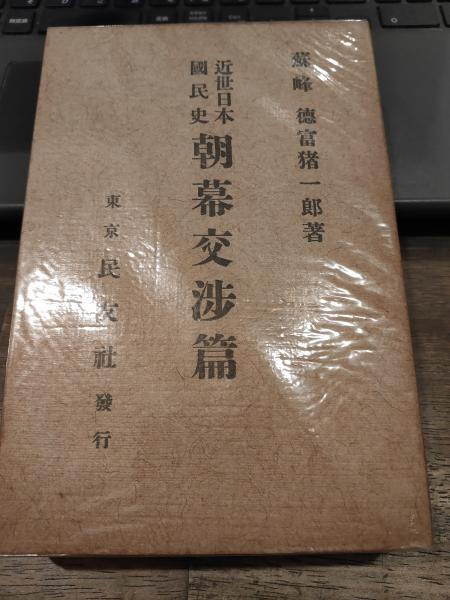 蘇峰 德富猪一郎著
近世日本
國民史
朝幕交渉篇
東京 民友社 發行